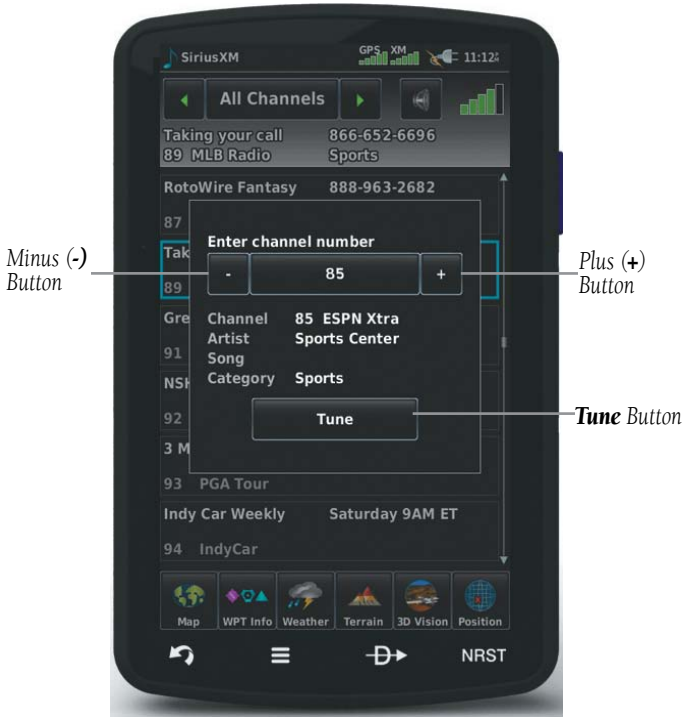 SiriusXM GPS XM 11:12
All Channels
Taking your call 866-652-6696
89 MLB Radio Sports
RotoWire Fantasy 888-963-2682
87
Enter channel number
Minus (-)
Button
Tak
- 85 +
Plus (+)
Button
89
Gre
Channel 85 ESPN Xtra
Artist Sports Center
91
Song
Category Sports
NSH
92
Tune
Tune Button
3 M
93 PGA Tour
Indy Car Weekly Saturday 9AM ET
94 IndyCar
Map WPT Info Weather Terrain 3D Vision Position
D
NRST